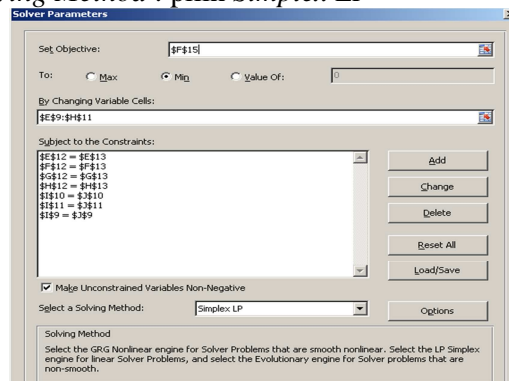 Method : pilih Simplex LP
Solver Parameters
Set Objective: $F$15
To: Max Min Value Of: 0
By Changing Variable Cells:
$E$9:$H$11
Subject to the Constraints:
$E$12 = $E$13
$F$12 = $F$13
$G$12 = $G$13
$H$12 = $H$13
$I$10 = $J$10
$I$11 = $J$11
$I$9 = $J$9
Add
Change
Delete
Reset All
Load/Save
Make Unconstrained Variables Non-Negative
Select a Solving Method: Simplex LP Options
Solving Method
Select the GRG Nonlinear engine for Solver Problems that are smooth nonlinear. Select the LP Simplex
engine for linear Solver Problems, and select the Evolutionary engine for Solver problems that are
non-smooth.